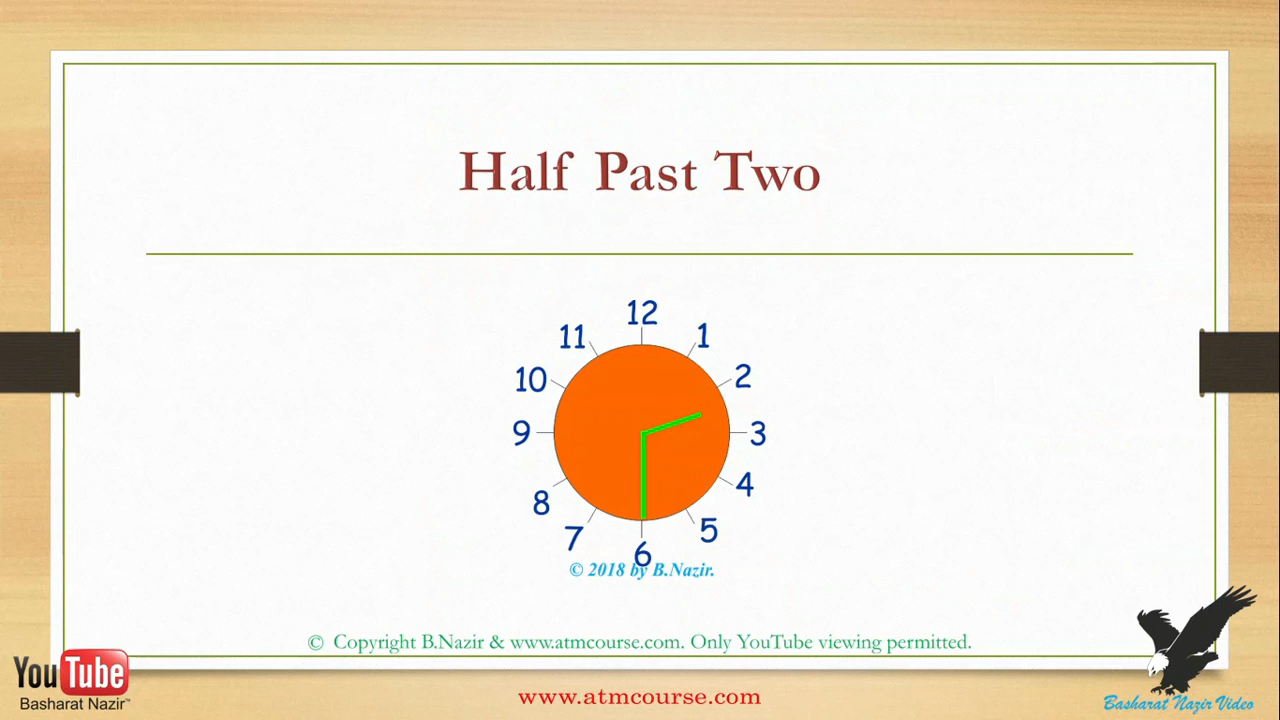 Half Past Two
12
11
1
10
2
9
3
8
4
7
5
6
© 2018 by B.Nazir.
© Copyright B.Nazir & www.atmcourse.com. Only YouTube viewing permitted.
YouTube
Basharat Nazir™
www.atmcourse.com
Basharat Nazir Video